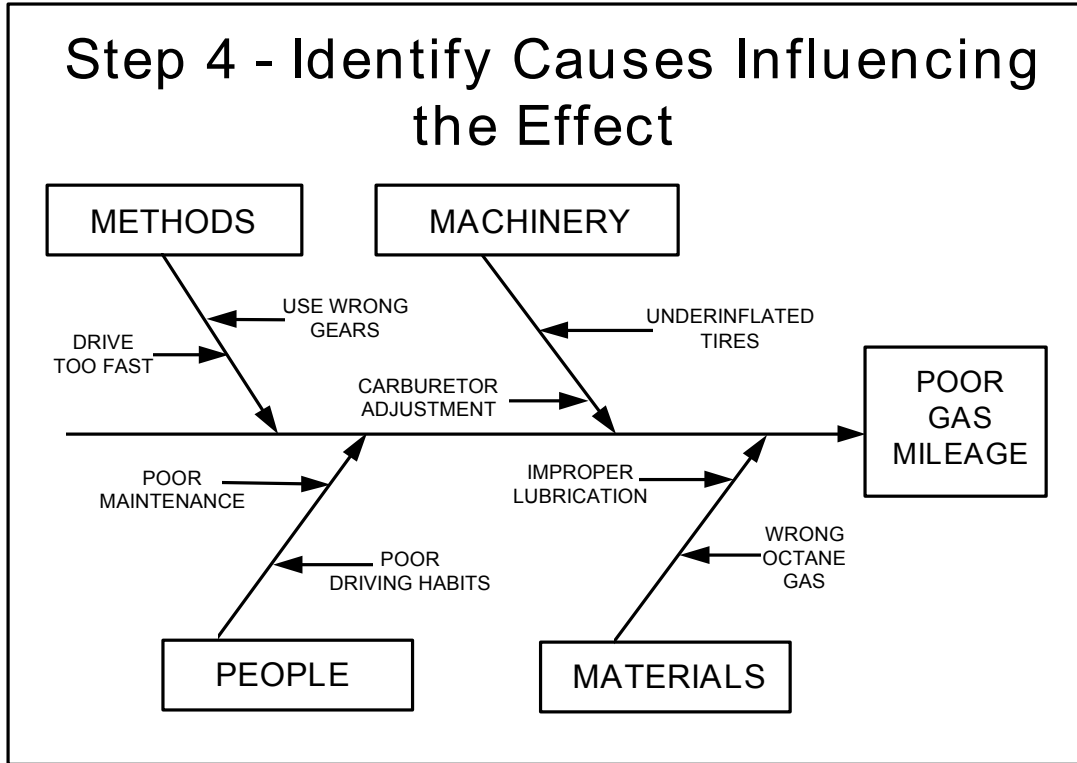 Step 4 - Identify Causes Influencing
the Effect
METHODS
MACHINERY
USE WRONG
GEARS
DRIVE
TOO FAST
UNDERINFLATED
TIRES
CARBURETOR
ADJUSTMENT
POOR
GAS
MILEAGE
POOR
MAINTENANCE
POOR
DRIVING HABITS
IMPROPER
LUBRICATION
WRONG
OCTANE
GAS
PEOPLE
MATERIALS